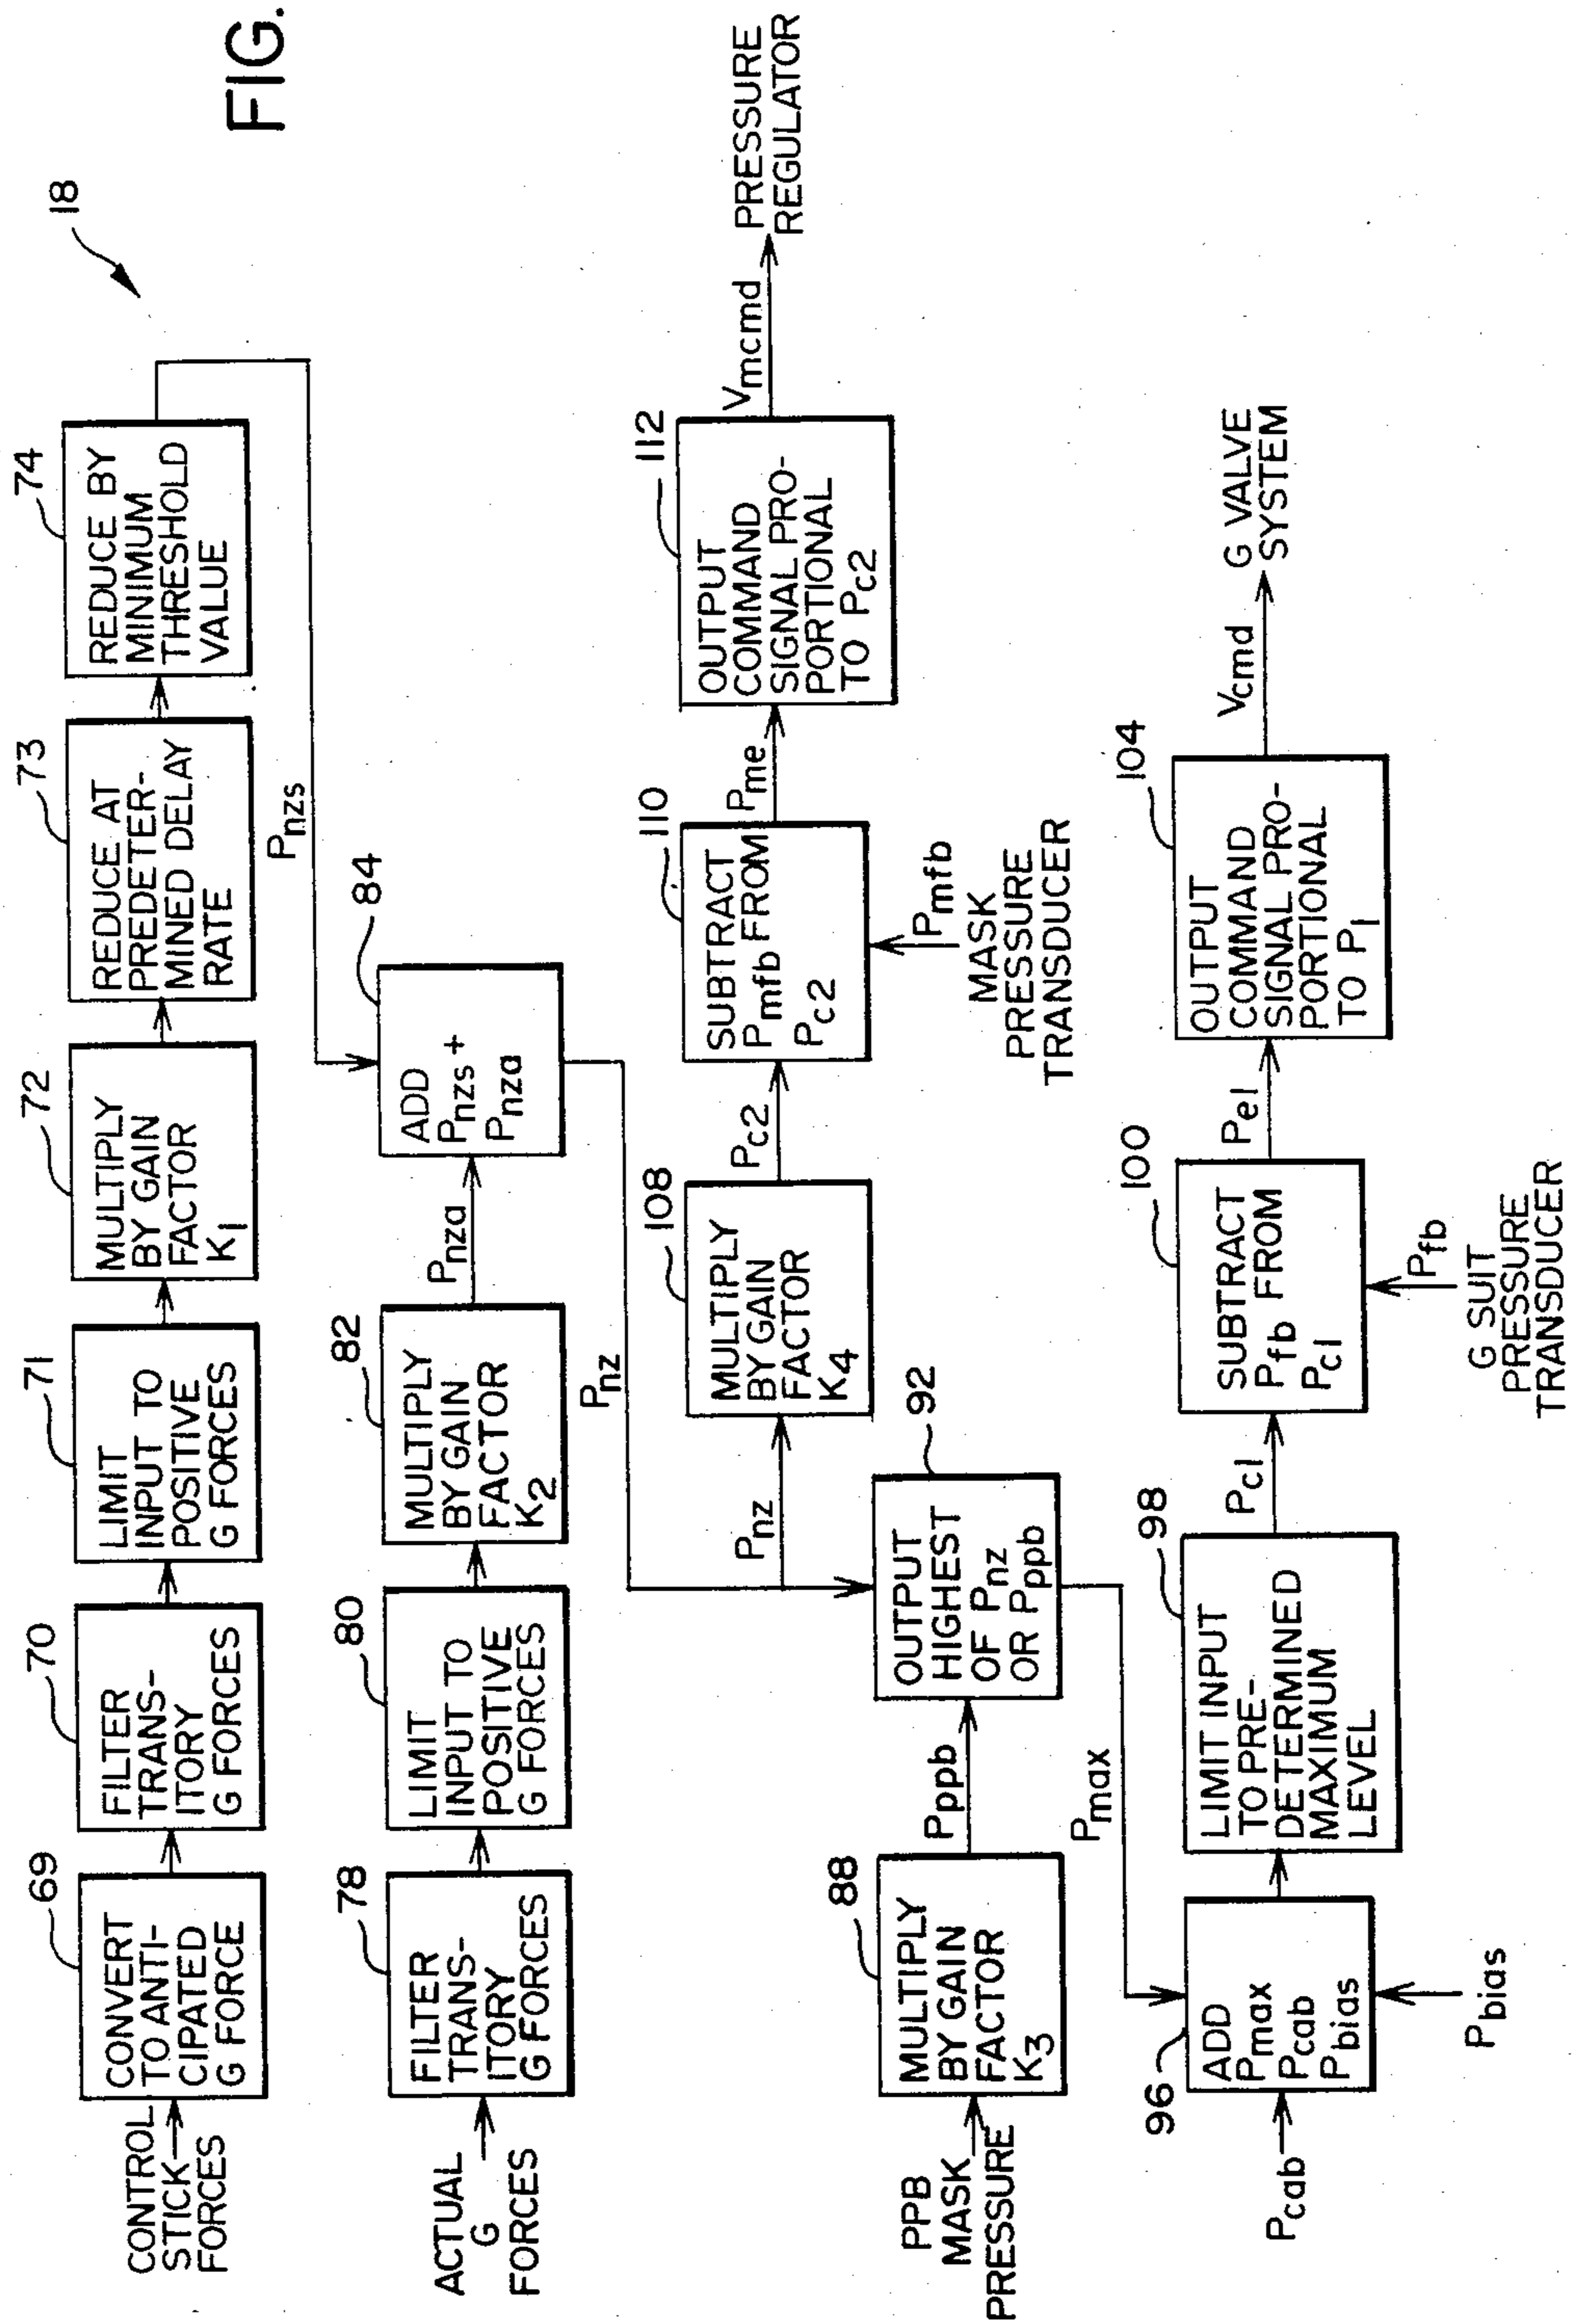 FIG.
18
CONTROL
STICK
FORCES
69
CONVERT
TO ANTI-
CIPATED
G FORCE
70
FILTER
TRANS-
ITORY
G FORCES
71
LIMIT
INPUT TO
POSITIVE
G FORCES
72
MULTIPLY
BY GAIN
FACTOR
K1
73
REDUCE AT
PREDETER-
MINED DELAY
RATE
74
REDUCE BY
MINIMUM
THRESHOLD
VALUE
Pnzs
ACTUAL
G
FORCES
78
FILTER
TRANS-
ITORY
G FORCES
80
LIMIT
INPUT TO
POSITIVE
G FORCES
82
MULTIPLY
BY GAIN
FACTOR
K2
Pnza
84
ADD
Pnzs +
Pnza
Pnz
Pnz
108
MULTIPLY
BY GAIN
FACTOR
K4
Pc2
110
SUBTRACT
Pmfb FROM
Pc2
Pmfb
MASK
PRESSURE
TRANSDUCER
Pme
112
OUTPUT
COMMAND
SIGNAL PRO-
PORTIONAL
TO Pc2
Vmcmd
PRESSURE
REGULATOR
PPB
MASK
PRESSURE
88
MULTIPLY
BY GAIN
FACTOR
K3
Pppb
92
OUTPUT
HIGHEST
OF Pnz
OR Pppb
Pmax
Pcab
96
ADD
Pmax
Pcab
Pbias
Pbias
98
LIMIT INPUT
TO PRE-
DETERMINED
MAXIMUM
LEVEL
Pc1
100
SUBTRACT
Pfb FROM
Pc1
Pfb
G SUIT
PRESSURE
TRANSDUCER
Pe1
104
OUTPUT
COMMAND
SIGNAL PRO-
PORTIONAL
TO P1
Vcmd
G VALVE
SYSTEM